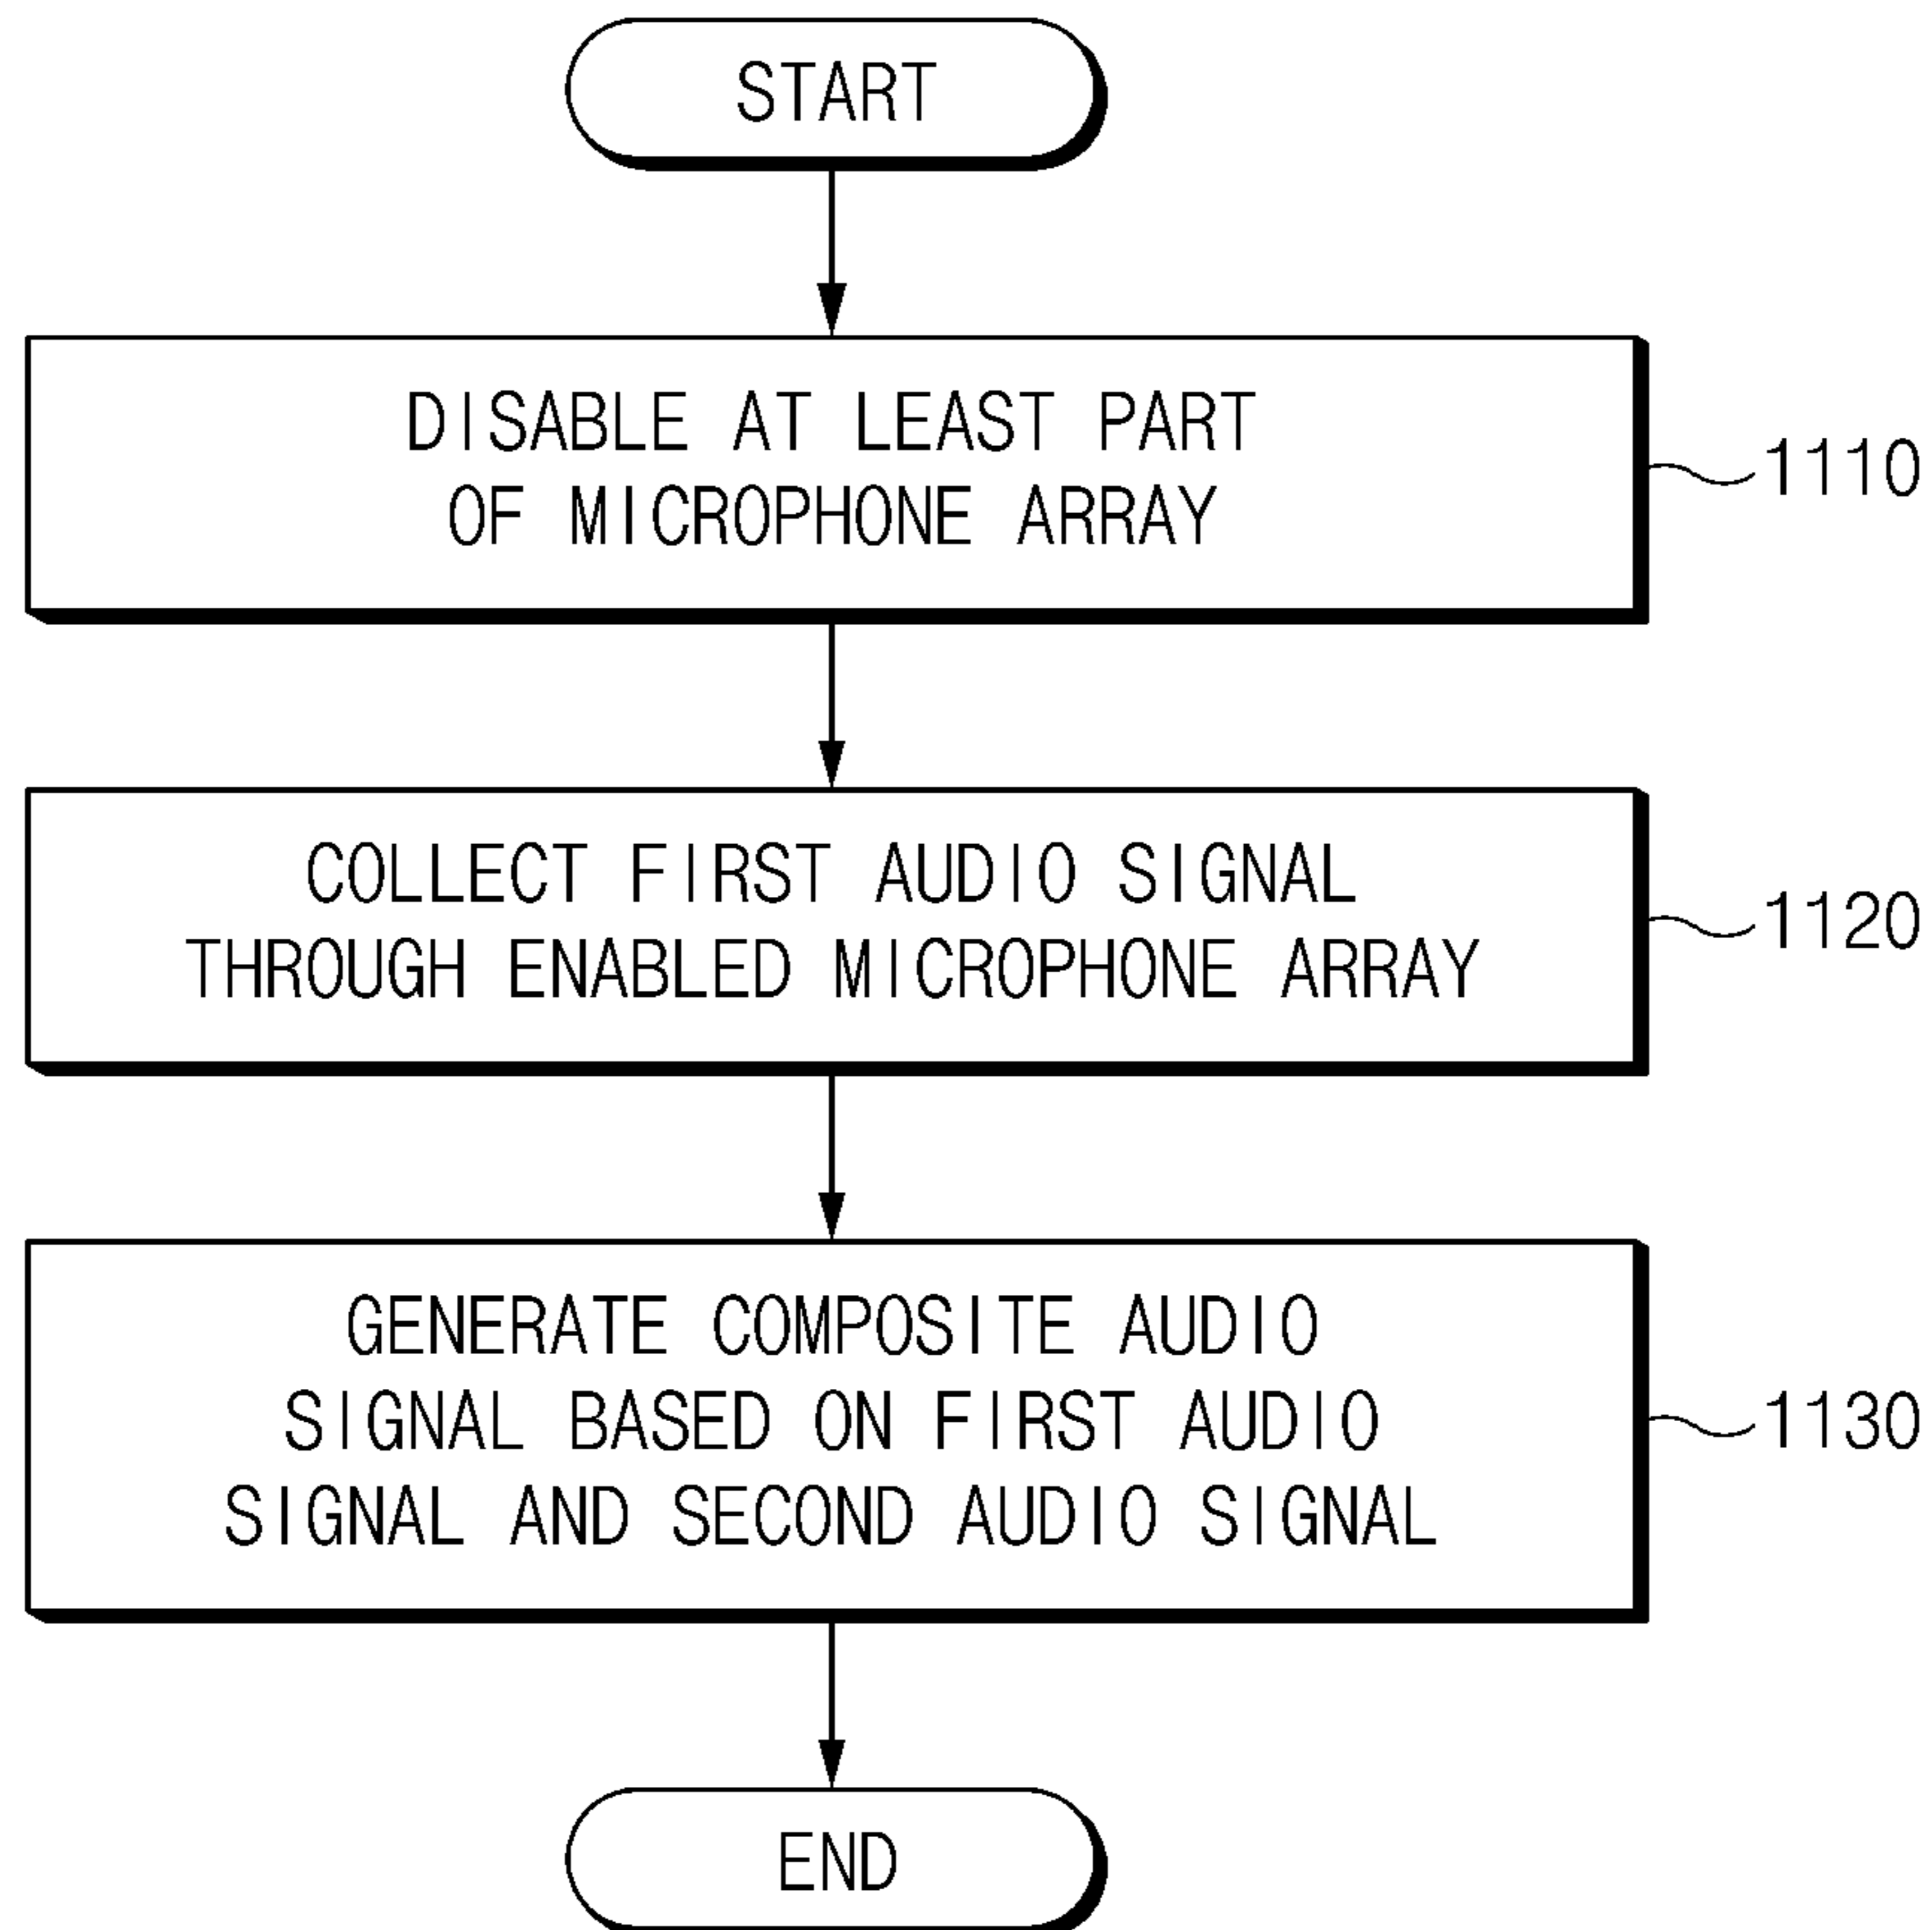 START
DISABLE AT LEAST PART
OF MICROPHONE ARRAY
1110
COLLECT FIRST AUDIO SIGNAL
THROUGH ENABLED MICROPHONE ARRAY
1120
GENERATE COMPOSITE AUDIO
SIGNAL BASED ON FIRST AUDIO
SIGNAL AND SECOND AUDIO SIGNAL
1130
END